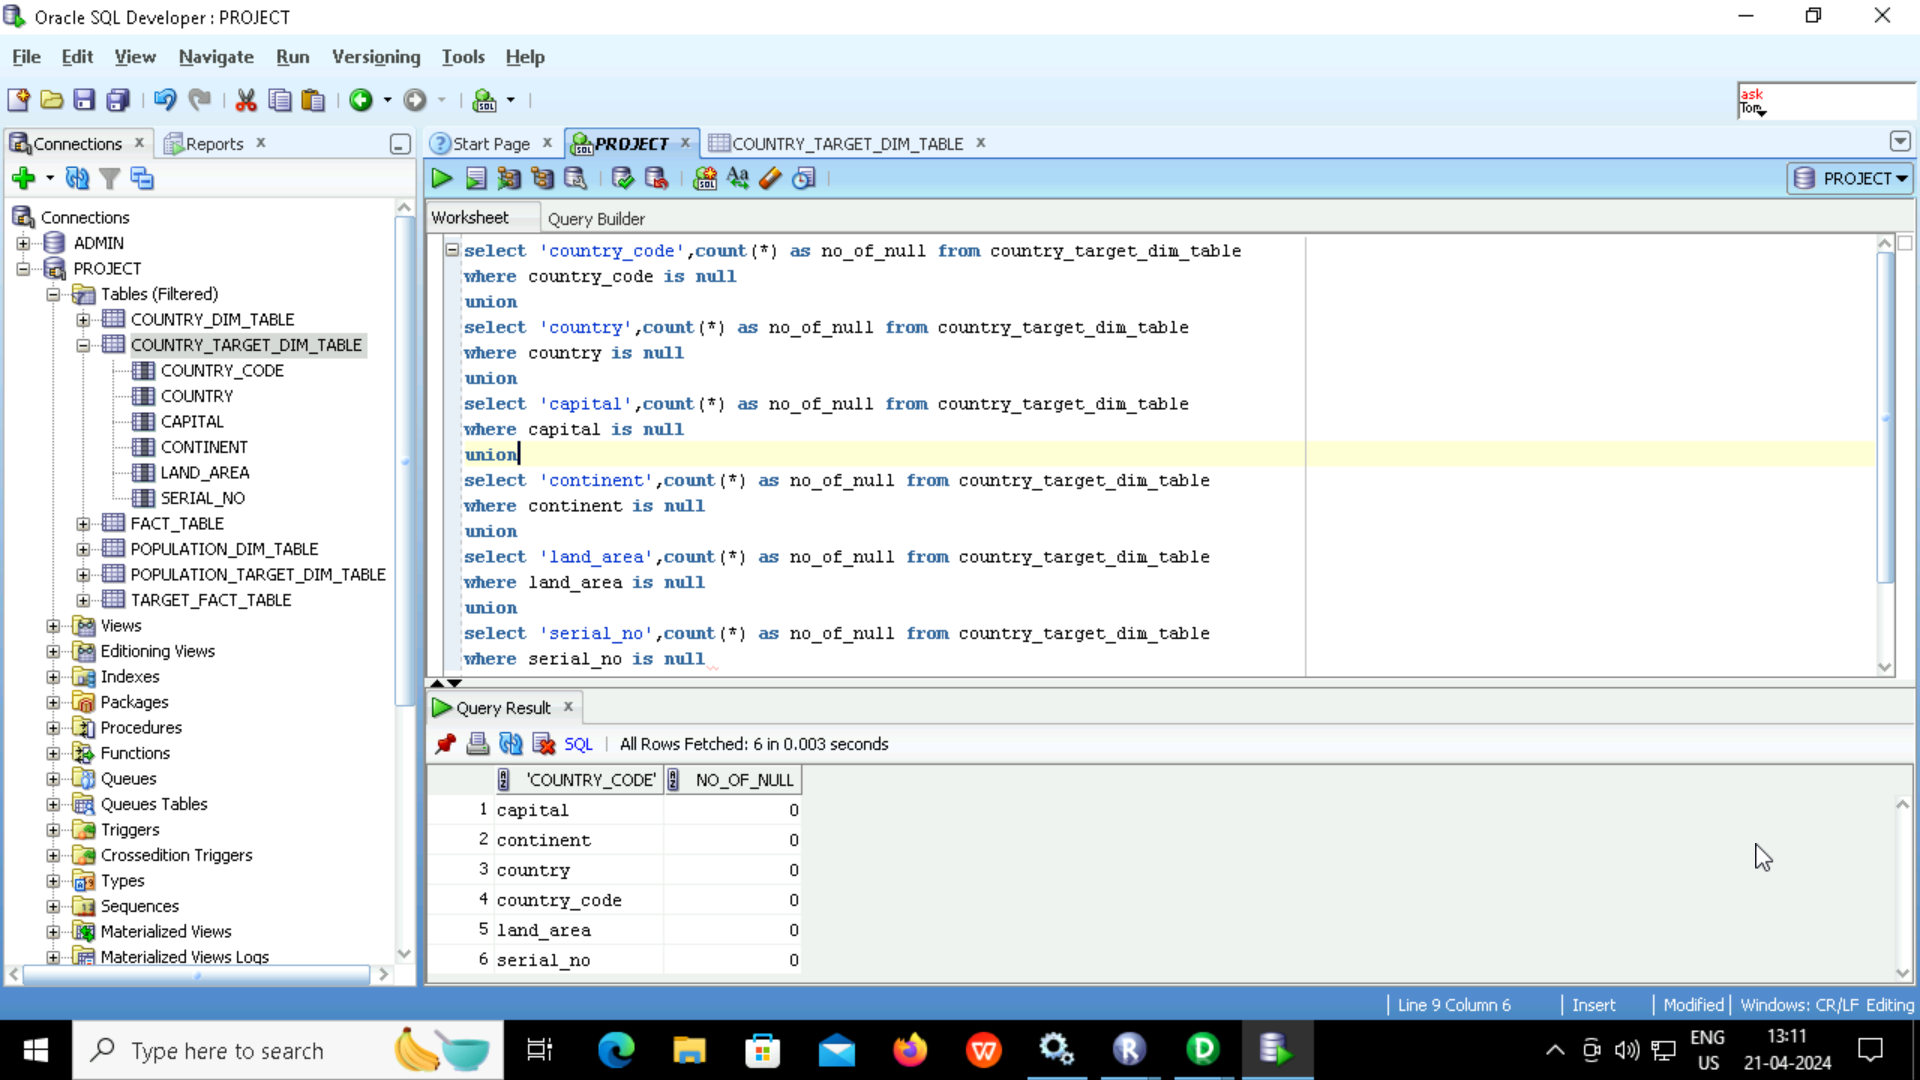 Oracle SQL Developer : PROJECT
File Edit View Navigate Run Versioning Tools Help
ask
Tom
Connections Reports
Start Page PROJECT COUNTRY_TARGET_DIM_TABLE
PROJECT
Worksheet Query Builder
Connections
ADMIN
PROJECT
Tables (Filtered)
COUNTRY_DIM_TABLE
COUNTRY_TARGET_DIM_TABLE
COUNTRY_CODE
COUNTRY
CAPITAL
CONTINENT
LAND_AREA
SERIAL_NO
FACT_TABLE
POPULATION_DIM_TABLE
POPULATION_TARGET_DIM_TABLE
TARGET_FACT_TABLE
Views
Editioning Views
Indexes
Packages
Procedures
Functions
Queues
Queues Tables
Triggers
Crossedition Triggers
Types
Sequences
Materialized Views
Materialized Views Logs
select 'country_code',count(*) as no_of_null from country_target_dim_table
where country_code is null
union
select 'country',count(*) as no_of_null from country_target_dim_table
where country is null
union
select 'capital',count(*) as no_of_null from country_target_dim_table
where capital is null
union
select 'continent',count(*) as no_of_null from country_target_dim_table
where continent is null
union
select 'land_area',count(*) as no_of_null from country_target_dim_table
where land_area is null
union
select 'serial_no',count(*) as no_of_null from country_target_dim_table
where serial_no is null
Query Result
SQL | All Rows Fetched: 6 in 0.003 seconds
'COUNTRY_CODE' NO_OF_NULL
1 capital 0
2 continent 0
3 country 0
4 country_code 0
5 land_area 0
6 serial_no 0
Line 9 Column 6 | Insert | Modified | Windows: CR/LF Editing
Type here to search
ENG
US
13:11
21-04-2024